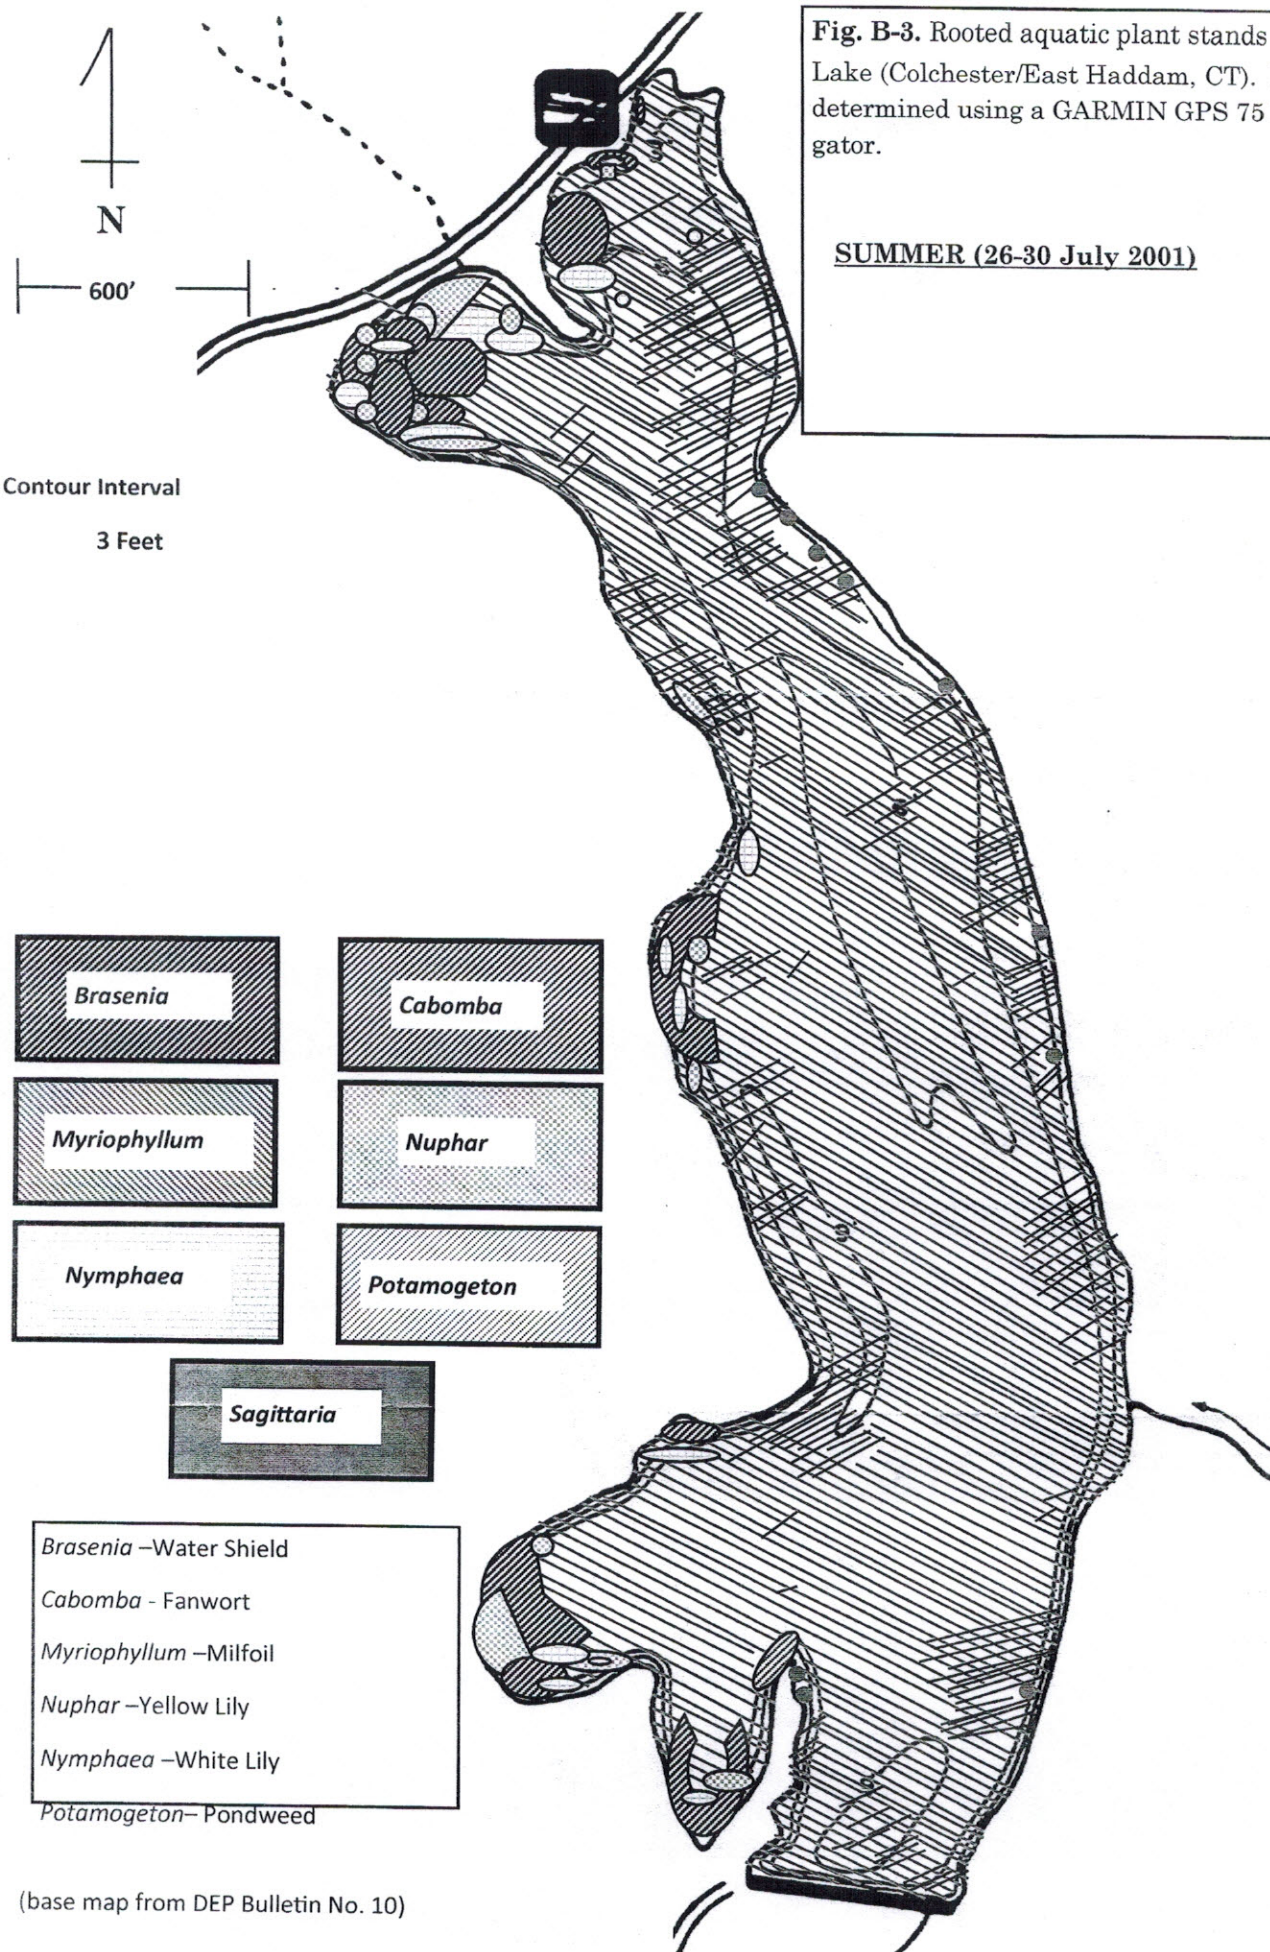 Fig. B-3. Rooted aquatic plant stands
Lake (Colchester/East Haddam, CT).
determined using a GARMIN GPS 75
gator.
SUMMER (26-30 July 2001)
N
600'
Contour Interval
3 Feet
Brasenia
Cabomba
Myriophyllum
Nuphar
Nymphaea
Potamogeton
Sagittaria
Brasenia –Water Shield
Cabomba - Fanwort
Myriophyllum –Milfoil
Nuphar –Yellow Lily
Nymphaea –White Lily
Potamogeton– Pondweed
(base map from DEP Bulletin No. 10)